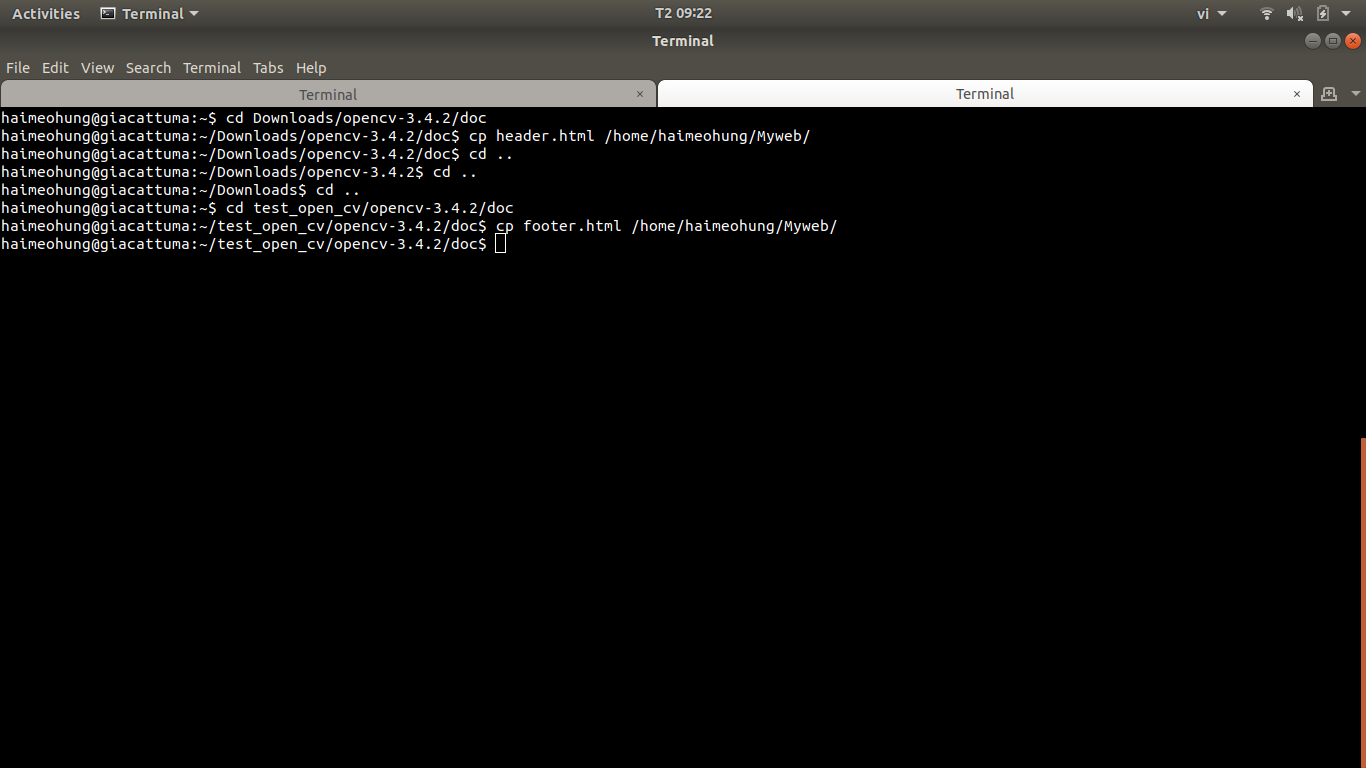 Activities Terminal T2 09:22 vi
Terminal
File Edit View Search Terminal Tabs Help
Terminal × Terminal ×
haimeohung@giacattuma:~$ cd Downloads/opencv-3.4.2/doc
haimeohung@giacattuma:~/Downloads/opencv-3.4.2/doc$ cp header.html /home/haimeohung/Myweb/
haimeohung@giacattuma:~/Downloads/opencv-3.4.2/doc$ cd ..
haimeohung@giacattuma:~/Downloads/opencv-3.4.2$ cd ..
haimeohung@giacattuma:~/Downloads$ cd ..
haimeohung@giacattuma:~$ cd test_open_cv/opencv-3.4.2/doc
haimeohung@giacattuma:~/test_open_cv/opencv-3.4.2/doc$ cp footer.html /home/haimeohung/Myweb/
haimeohung@giacattuma:~/test_open_cv/opencv-3.4.2/doc$